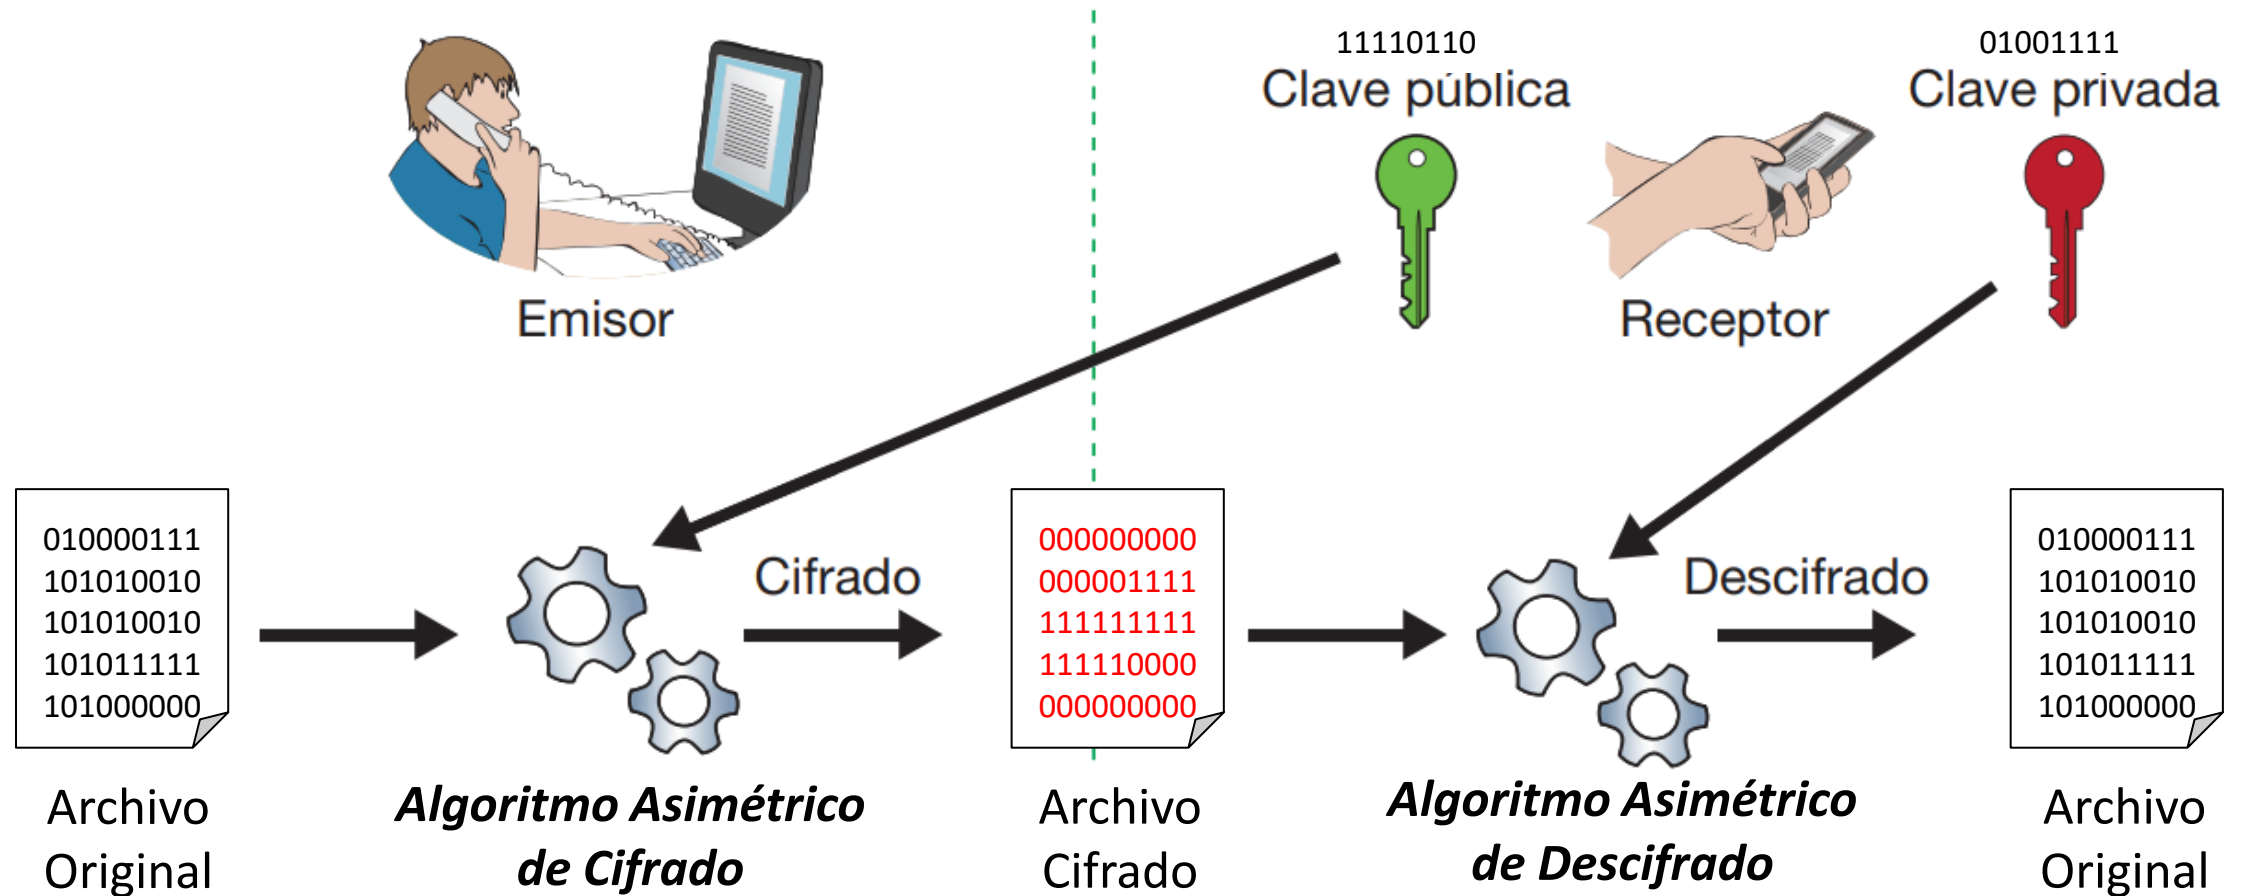 11110110
Clave pública
01001111
Clave privada
Emisor
Receptor
010000111
101010010
101010010
101011111
101000000
Cifrado
000000000
000001111
111111111
111110000
000000000
Descifrado
010000111
101010010
101010010
101011111
101000000
Archivo
Original
Algoritmo Asimétrico
de Cifrado
Archivo
Cifrado
Algoritmo Asimétrico
de Descifrado
Archivo
Original